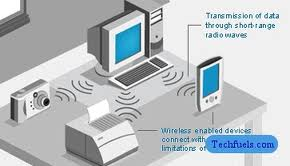 Transmission of data
through short-range
radio waves
Wireless enabled devices
connect with
limitations of
Techfuels.com